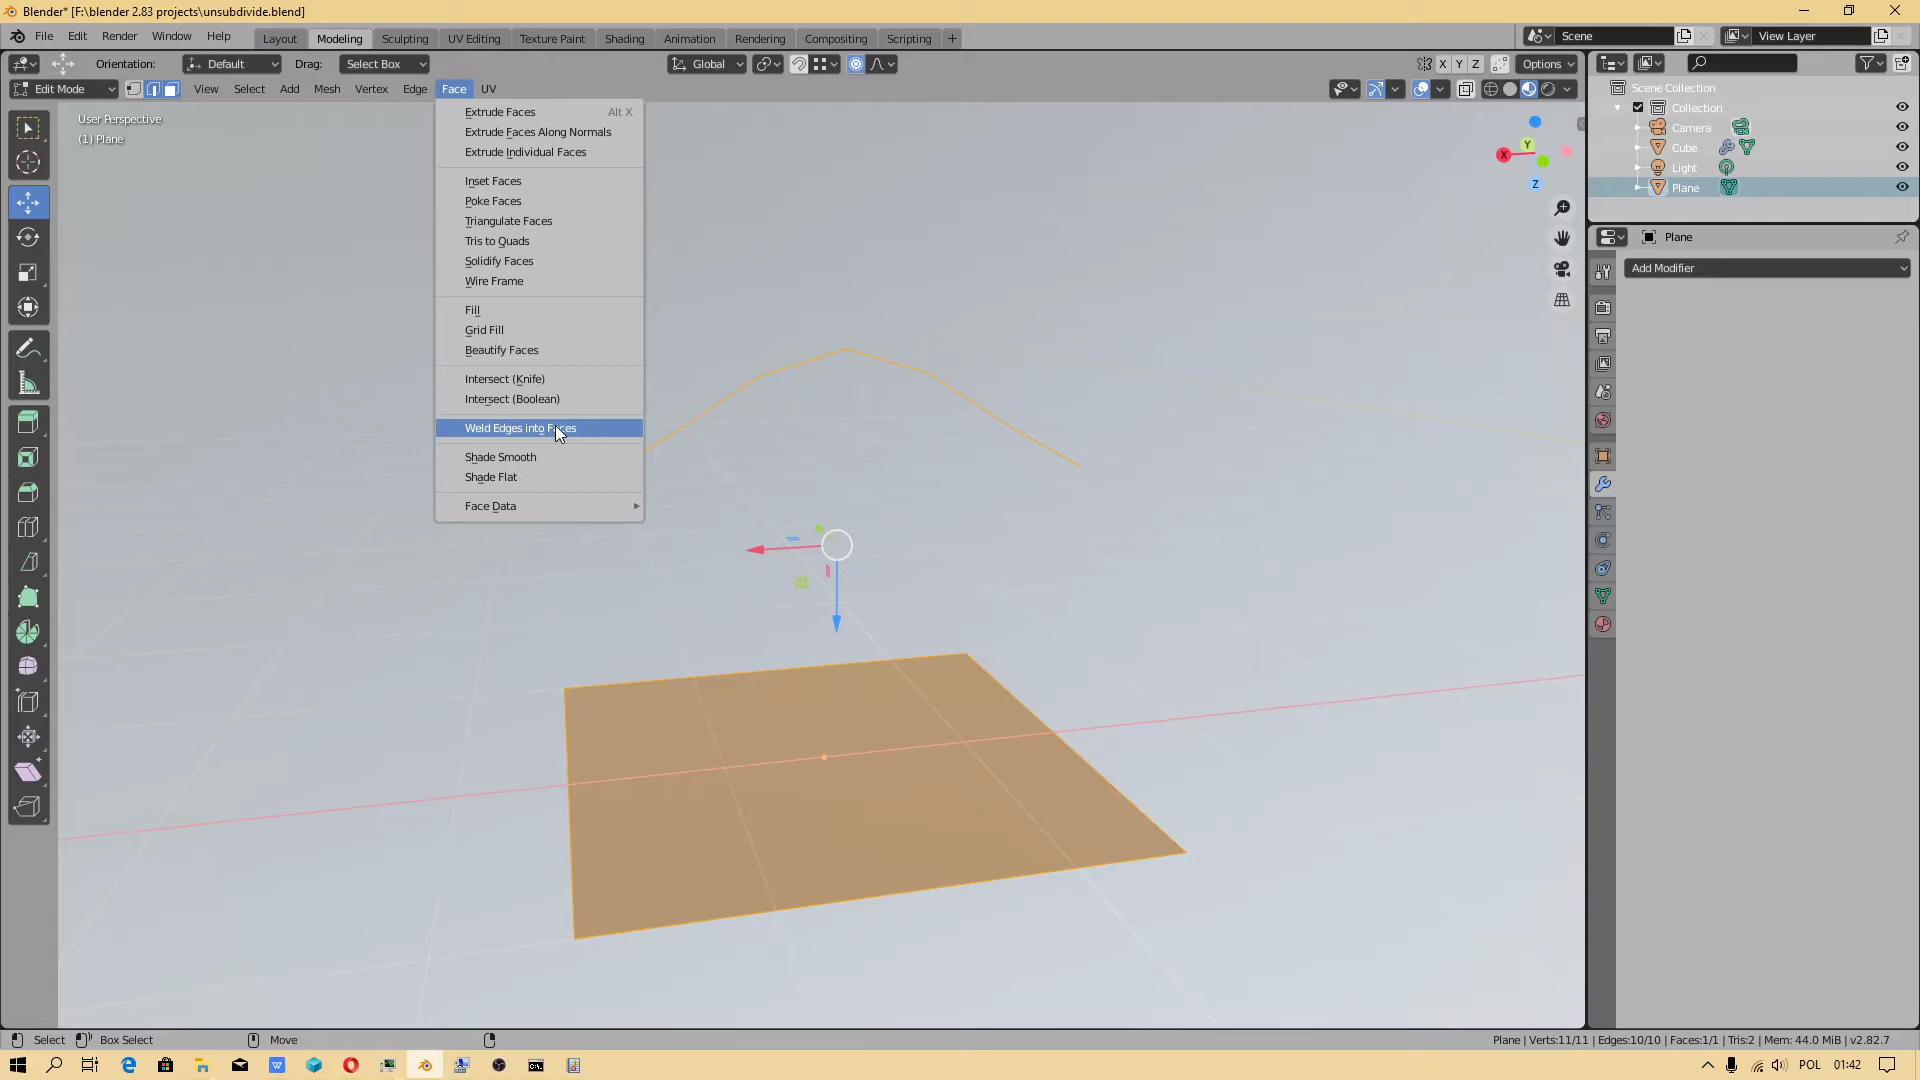 Blender* [F:\blender 2.83 projects\unsubdivide.blend]
File Edit Render Window Help
Layout Modeling Sculpting UV Editing Texture Paint Shading Animation Rendering Compositing Scripting +
Scene
View Layer
Orientation: Default Drag: Select Box
Global
X Y Z Options
Edit Mode View Select Add Mesh Vertex Edge Face UV
User Perspective
(1) Plane
Extrude Faces Alt X
Extrude Faces Along Normals
Extrude Individual Faces
Inset Faces
Poke Faces
Triangulate Faces
Tris to Quads
Solidify Faces
Wire Frame
Fill
Grid Fill
Beautify Faces
Intersect (Knife)
Intersect (Boolean)
Weld Edges into Faces
Shade Smooth
Shade Flat
Face Data
X
Y
Z
Scene Collection
Collection
Camera
Cube
Light
Plane
Plane
Add Modifier
Select Box Select Move
Plane | Verts:11/11 | Edges:10/10 | Faces:1/1 | Tris:2 | Mem: 44.0 MiB | v2.82.7
POL 01:42